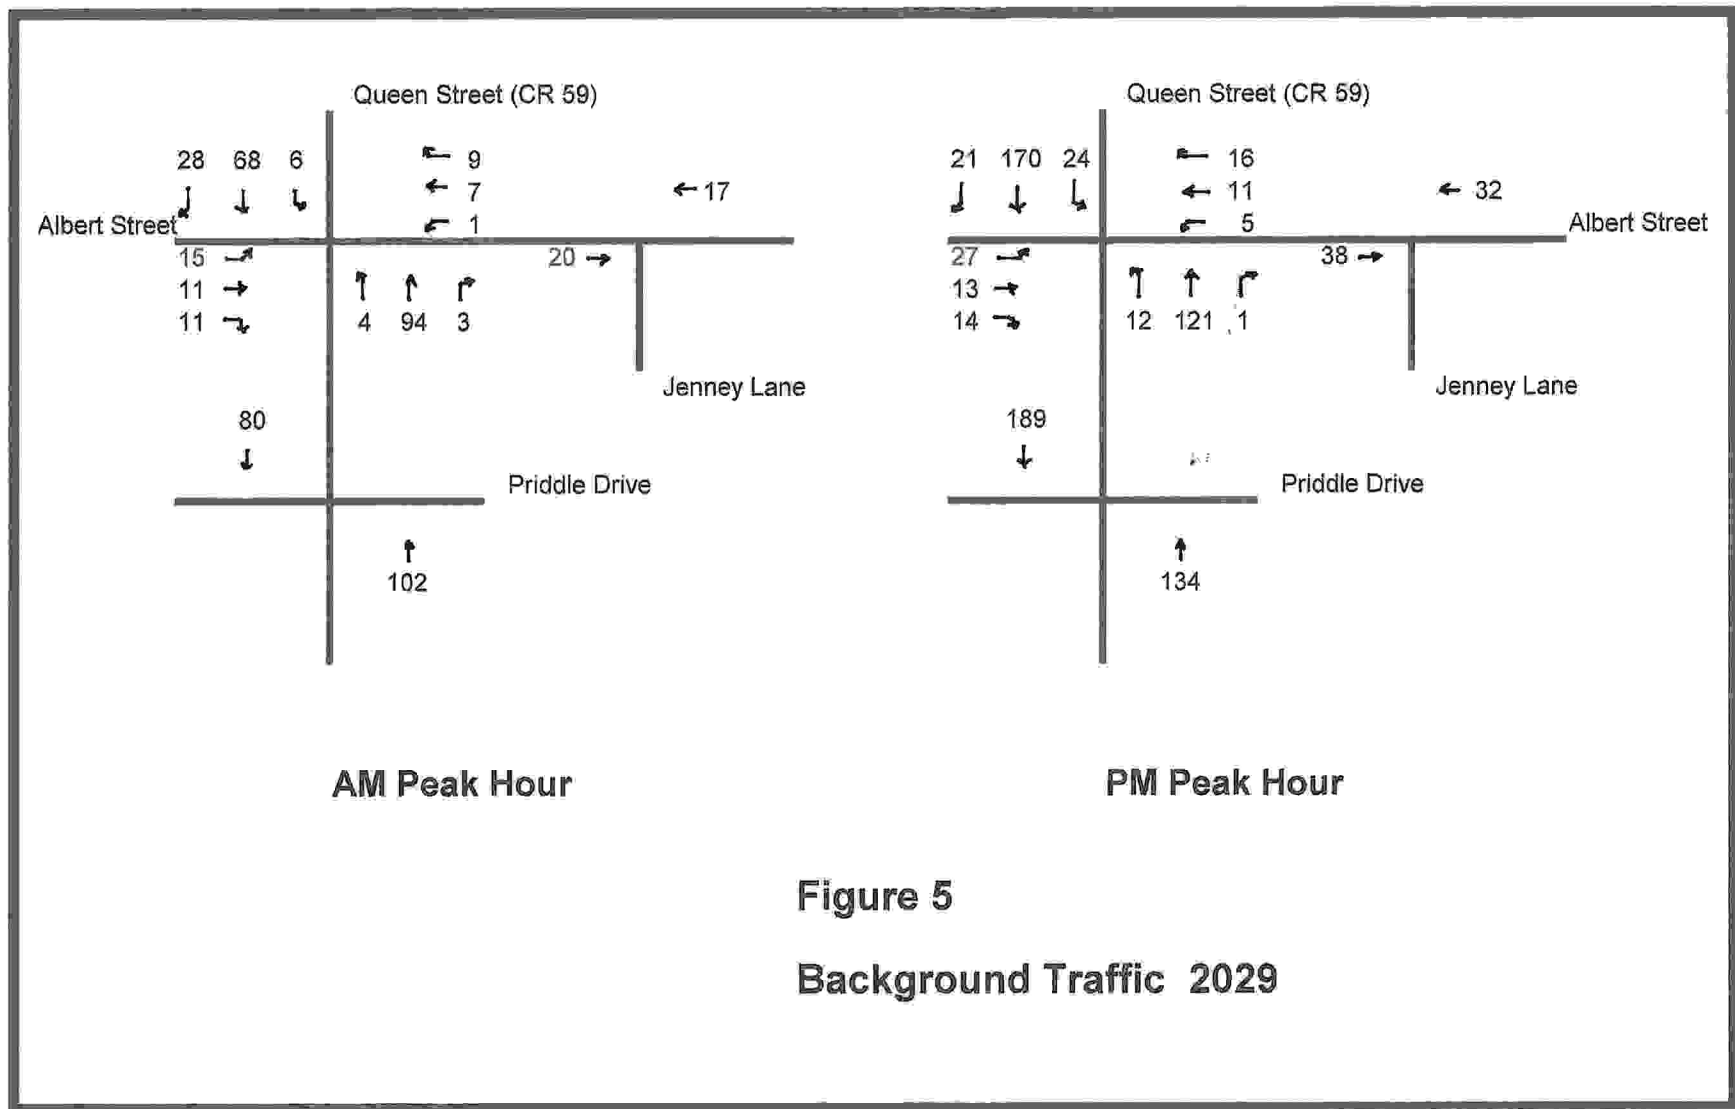 Queen Street (CR 59) Queen Street (CR 59)
28 68 6 9 21 170 24 16
7 17 11 32
Albert Street 1 5 Albert Street
15 20 27 38
11 13
11 4 94 3 14 12 121 1
Jenney Lane Jenney Lane
80 189
Priddle Drive Priddle Drive
102 134
AM Peak Hour PM Peak Hour
Figure 5
Background Traffic 2029